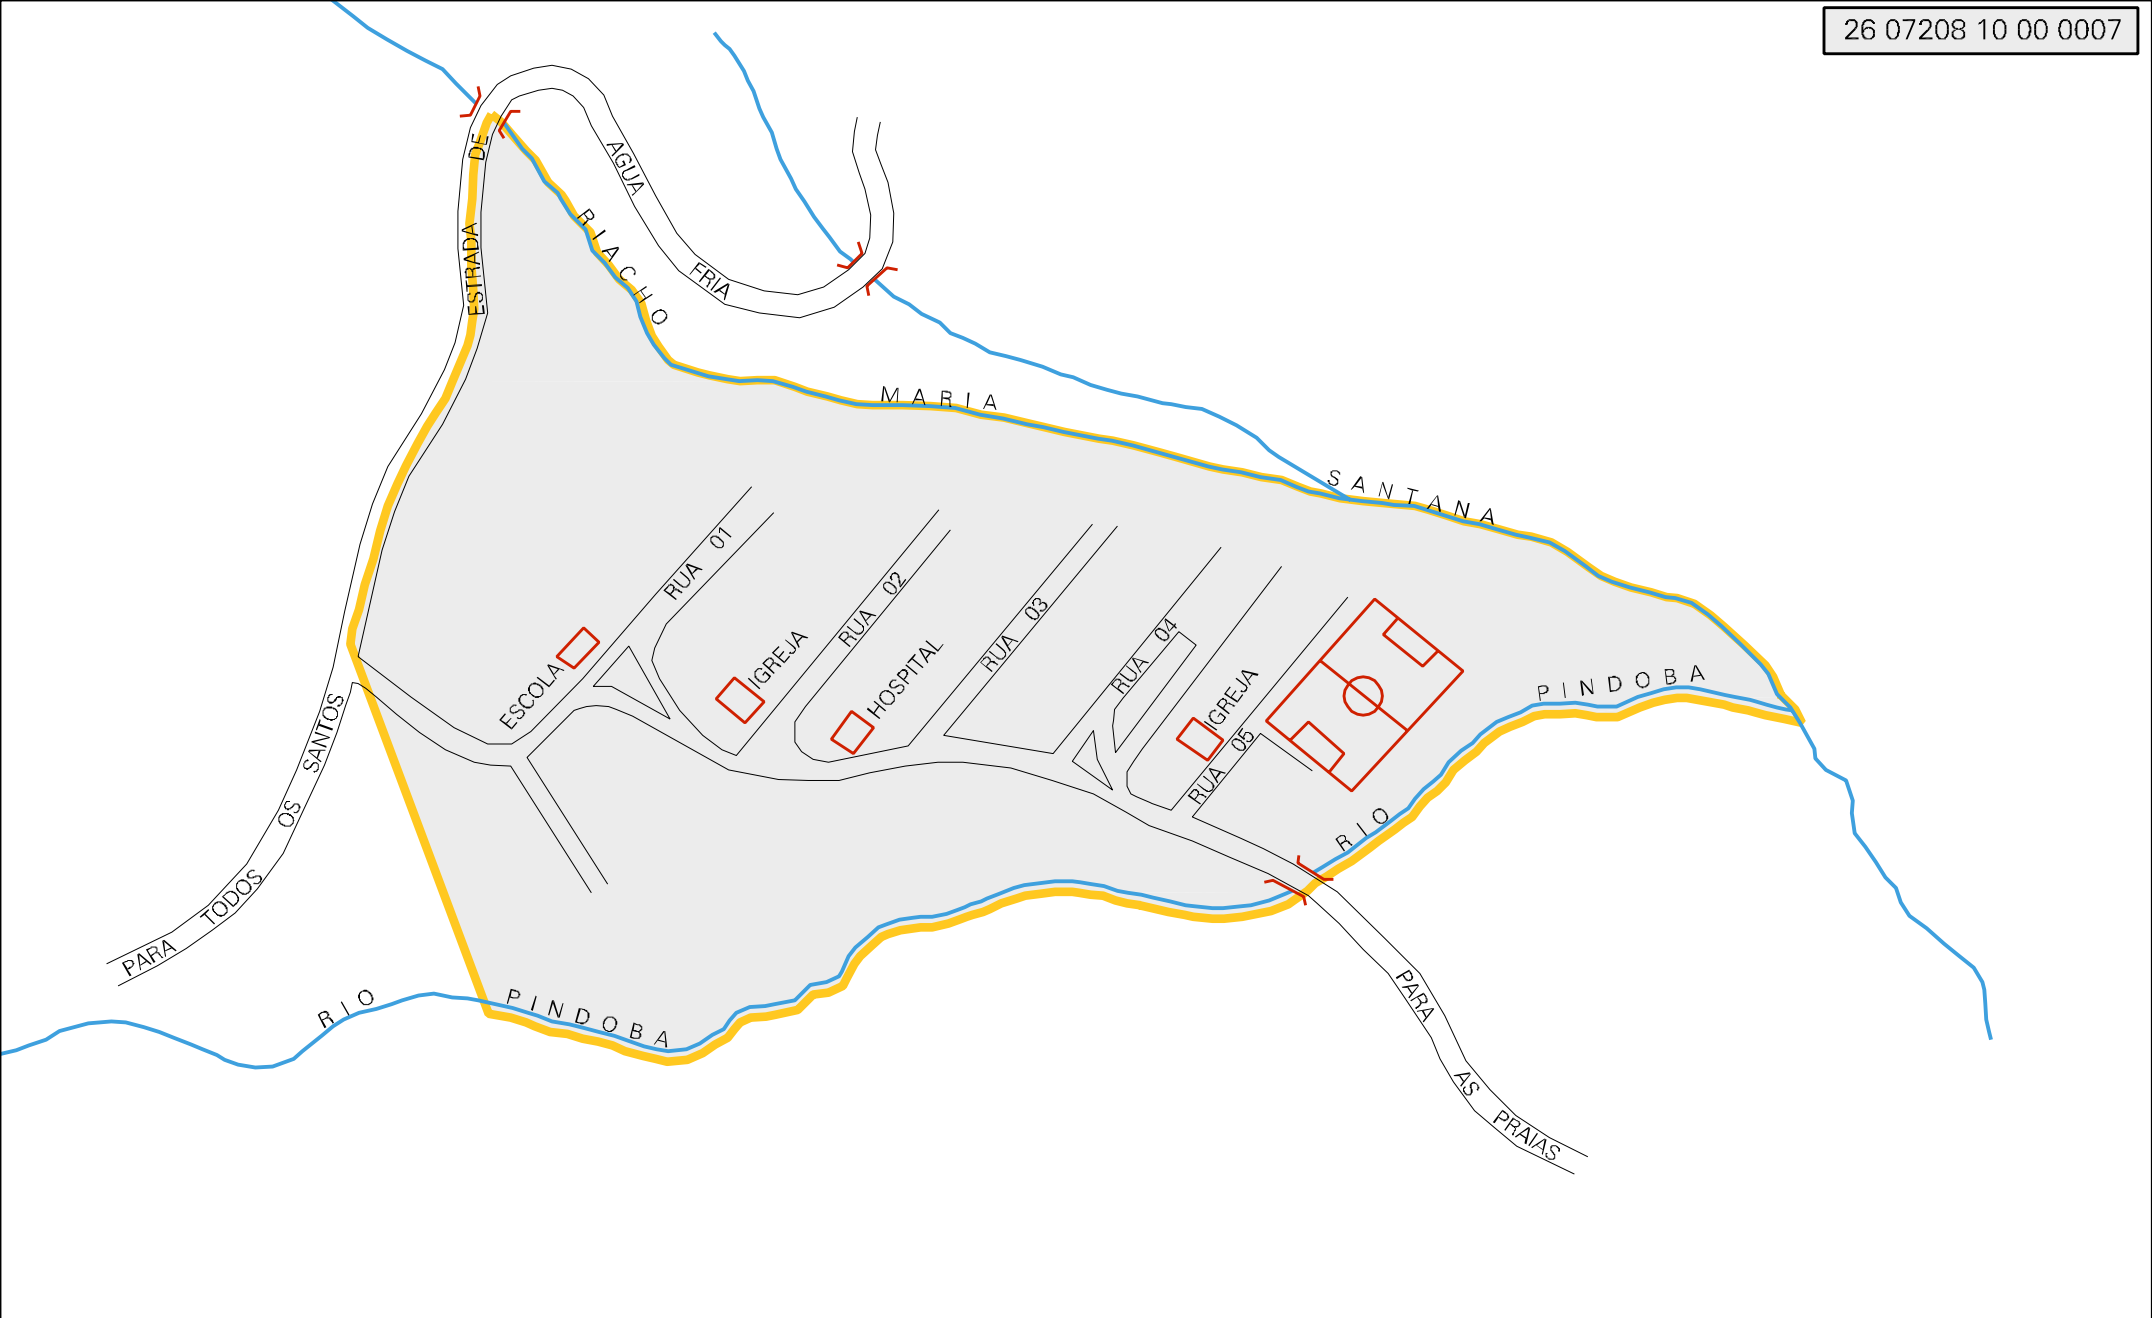 26 07208 10 00 0007
ESTRADA DE AGUA FRIA
RIACHO MARIA SANTANA
RUA 01
RUA 02
RUA 03
RUA 04
RUA 05
ESCOLA
IGREJA
HOSPITAL
IGREJA
RIO PINDOBA
RIO PINDOBA
PARA TODOS OS SANTOS
PARA AS PRAIAS